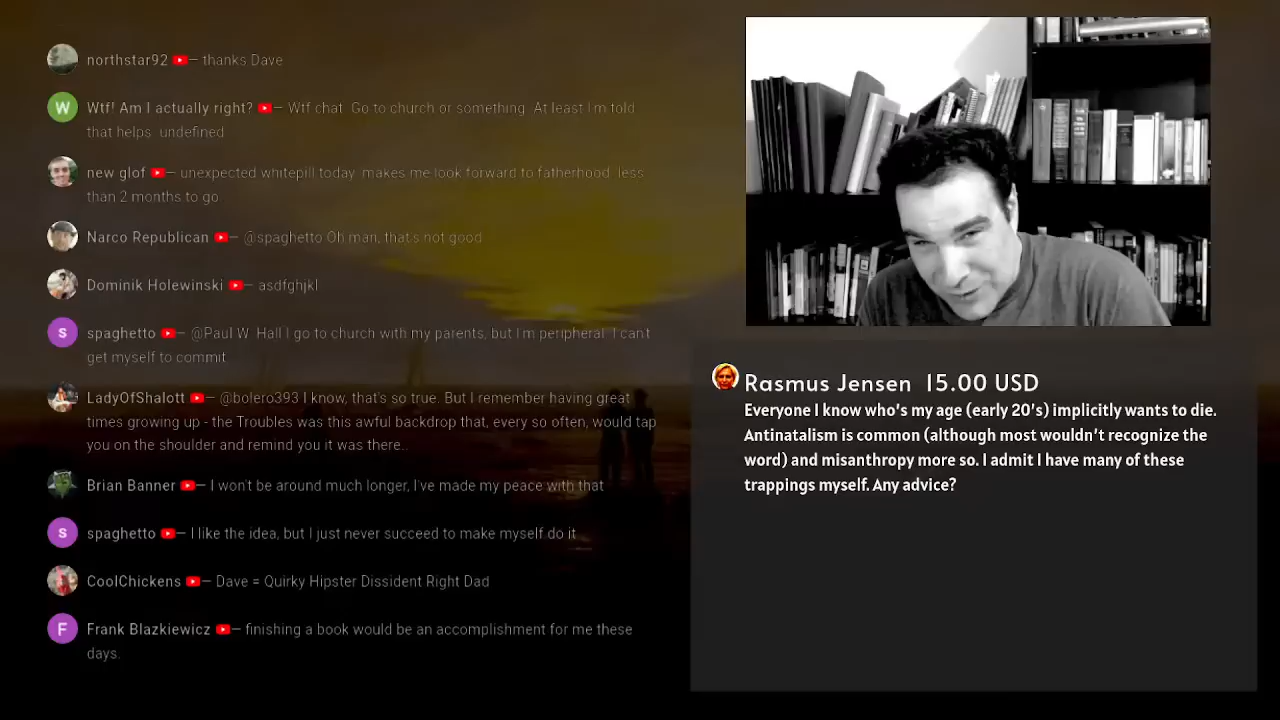 northstar92 — thanks Dave
Wtf! Am I actually right? — Wtf chat Go to church or something At least I m told
that helps undefined
new glof — unexpected whitepill today makes me look forward to fatherhood less
than 2 months to go
Narco Republican — @spaghetto Oh man, that's not good
Dominik Holewinski — asdfghjkl
spaghetto — @Paul W Hall I go to church with my parents, but I m peripheral I can't
get myself to commit
LadyOfShalott — @bolero393 I know, that's so true. But I remember having great
times growing up - the Troubles was this awful backdrop that, every so often, would tap
you on the shoulder and remind you it was there..
Brian Banner — I won't be around much longer, I've made my peace with that
spaghetto — I like the idea, but I just never succeed to make myself do it
CoolChickens — Dave = Quirky Hipster Dissident Right Dad
Frank Blazkiewicz — finishing a book would be an accomplishment for me these
days.
Rasmus Jensen 15.00 USD
Everyone I know who's my age (early 20's) implicitly wants to die.
Antinatalism is common (although most wouldn't recognize the
word) and misanthropy more so. I admit I have many of these
trappings myself. Any advice?